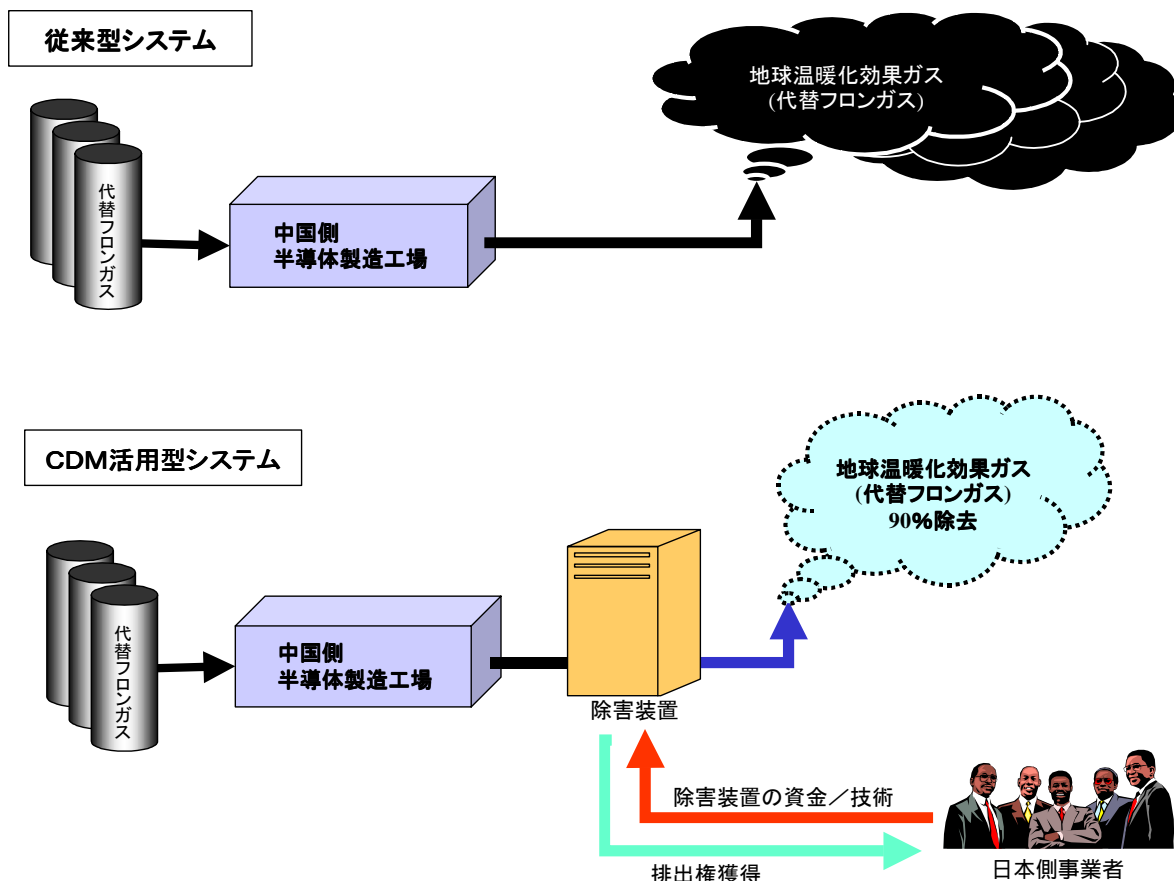 従来型システム
地球温暖化効果ガス
(代替フロンガス)
代替フロンガス
中国側
半導体製造工場
CDM活用型システム
地球温暖化効果ガス
(代替フロンガス)
90%除去
代替フロンガス
中国側
半導体製造工場
除害装置
除害装置の資金/技術
排出権獲得
日本側事業者